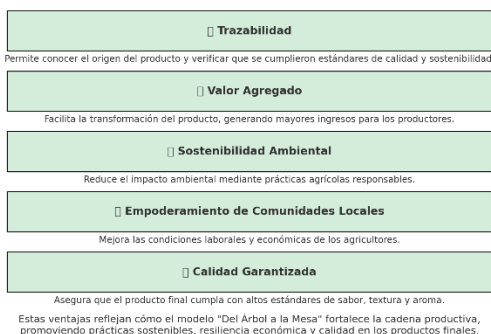 Trazabilidad
Permite conocer el origen del producto y verificar que se cumplieron estándares de calidad y sostenibilidad
Valor Agregado
Facilita la transformación del producto, generando mayores ingresos para los productores.
Sostenibilidad Ambiental
Reduce el impacto ambiental mediante prácticas agrícolas responsables.
Empoderamiento de Comunidades Locales
Mejora las condiciones laborales y económicas de los agricultores.
Calidad Garantizada
Asegura que el producto final cumpla con altos estándares de sabor, textura y aroma.
Estas ventajas reflejan cómo el modelo "Del Árbol a la Mesa" fortalece la cadena productiva,
promoviendo prácticas sostenibles, resiliencia económica y calidad en los productos finales.